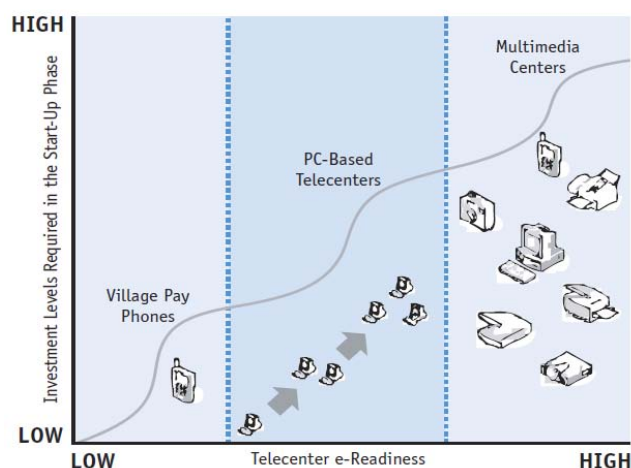 HIGH
Investment Levels Required in the Start-Up Phase
Multimedia
Centers
PC-Based
Telecenters
Village Pay
Phones
LOW
LOW
Telecenter e-Readiness
HIGH